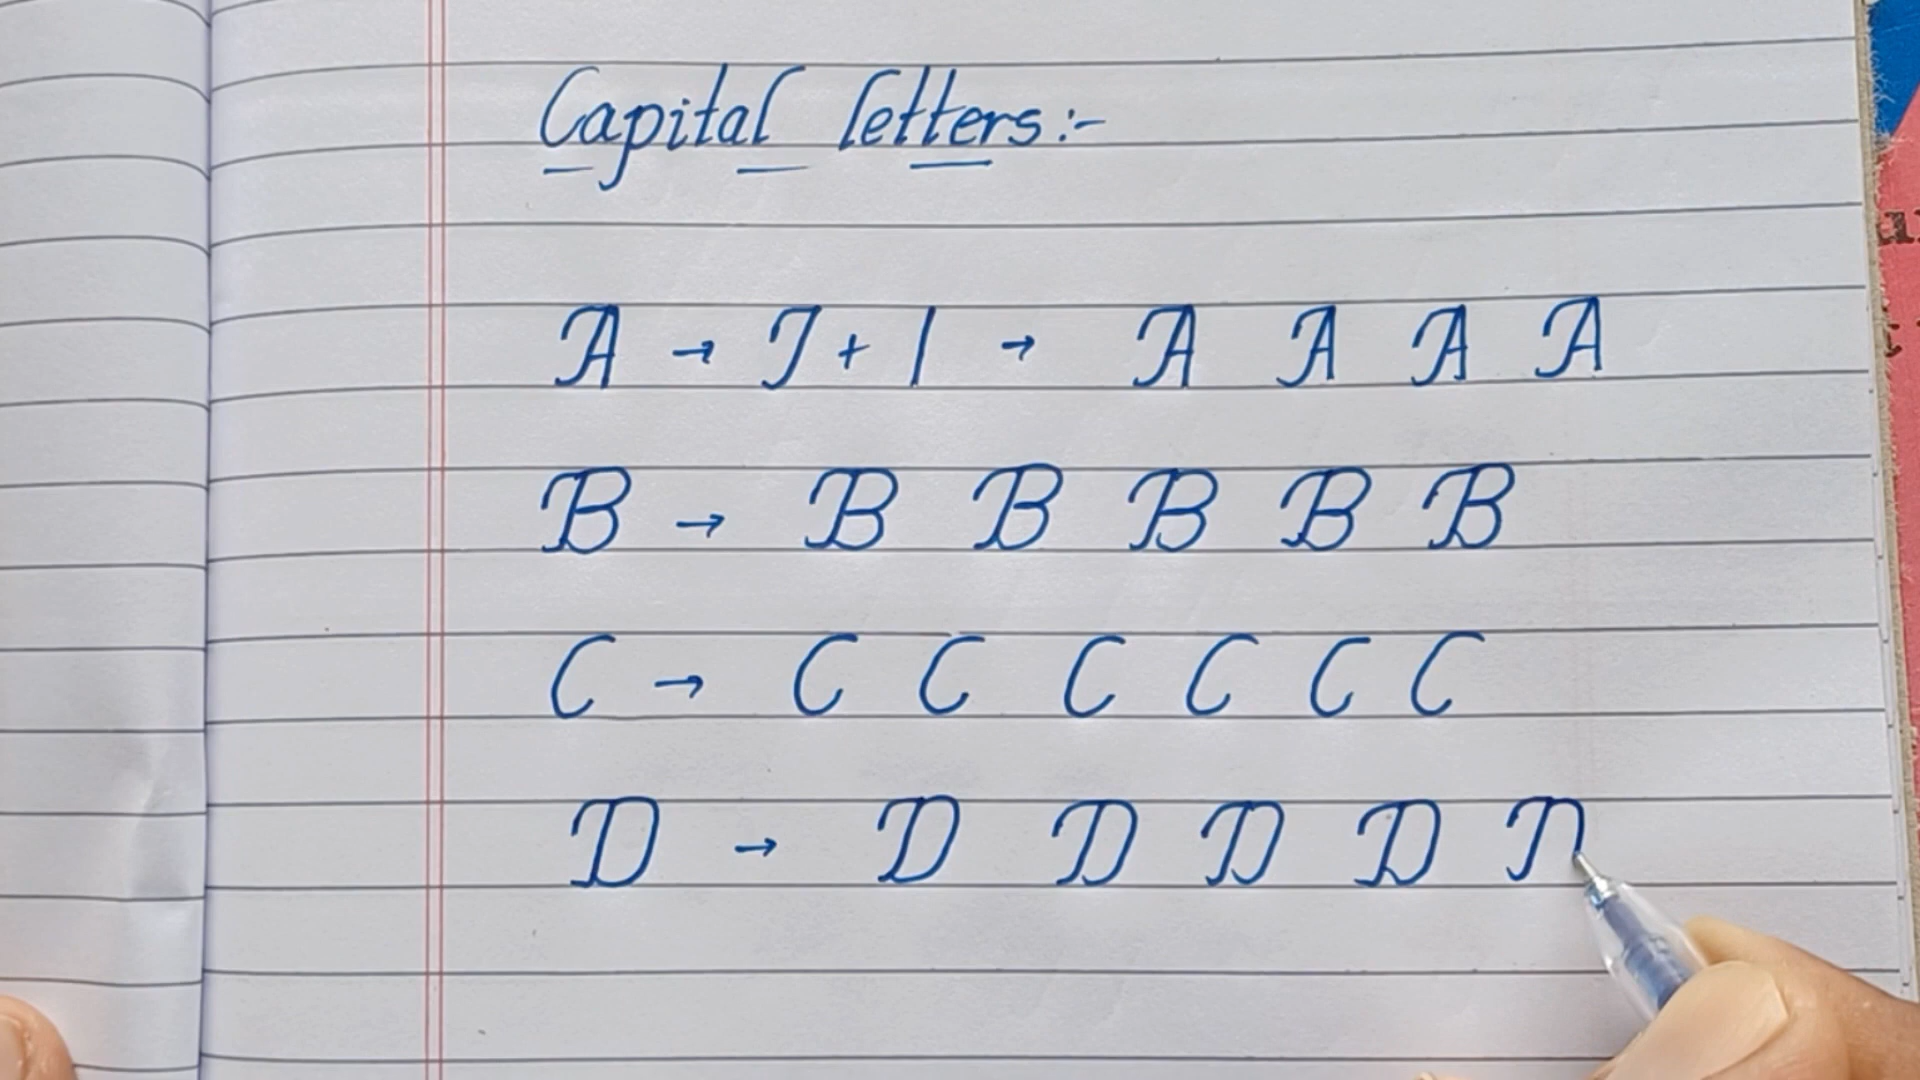 Capital letters:-
A → J + / → A A A A
B → B B B B B
C → C C C C C C
D → D D D D